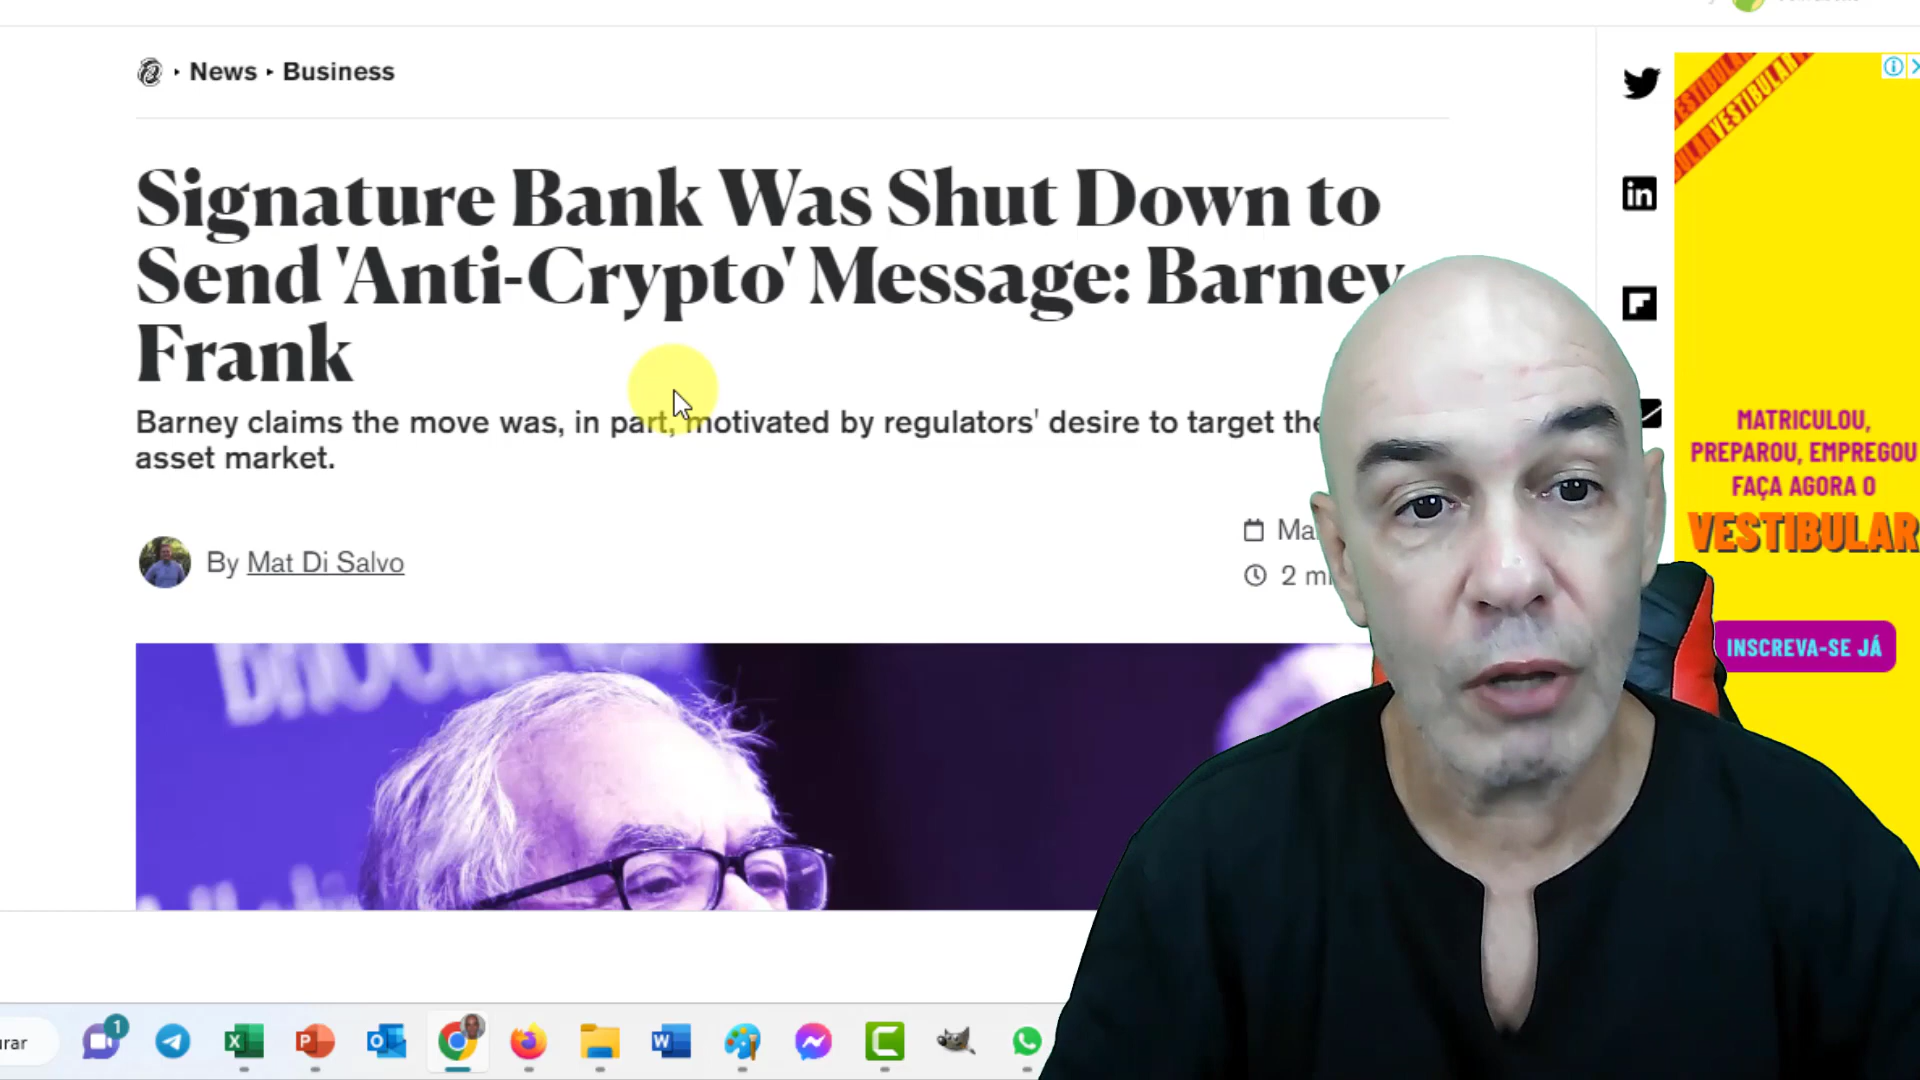 News
Business
Signature Bank Was Shut Down to
Send 'Anti-Crypto' Message: Barney
Frank
Barney claims the move was, in part, motivated by regulators' desire to target the
asset market.
By Mat Di Salvo
2
in
VESTIBULAR
MATRICULOU,
PREPAROU, EMPREGOU
FAÇA AGORA O
VESTIBULAR
INSCREVA-SE JÁ
1